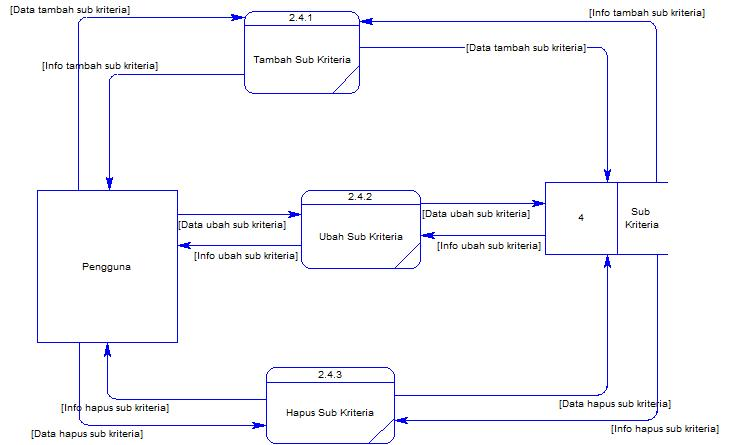 [Data tambah sub kriteria]
2.4.1
[Info tambah sub kriteria]
Tambah Sub Kriteria
[Data tambah sub kriteria]
[Info tambah sub kriteria]
2.4.2
[Data ubah sub kriteria]
[Data ubah sub kriteria]
4
Sub
Kriteria
Ubah Sub Kriteria
[Info ubah sub kriteria]
[Info ubah sub kriteria]
Pengguna
2.4.3
[Info hapus sub kriteria]
Hapus Sub Kriteria
[Data hapus sub kriteria]
[Data hapus sub kriteria]
[Info hapus sub kriteria]